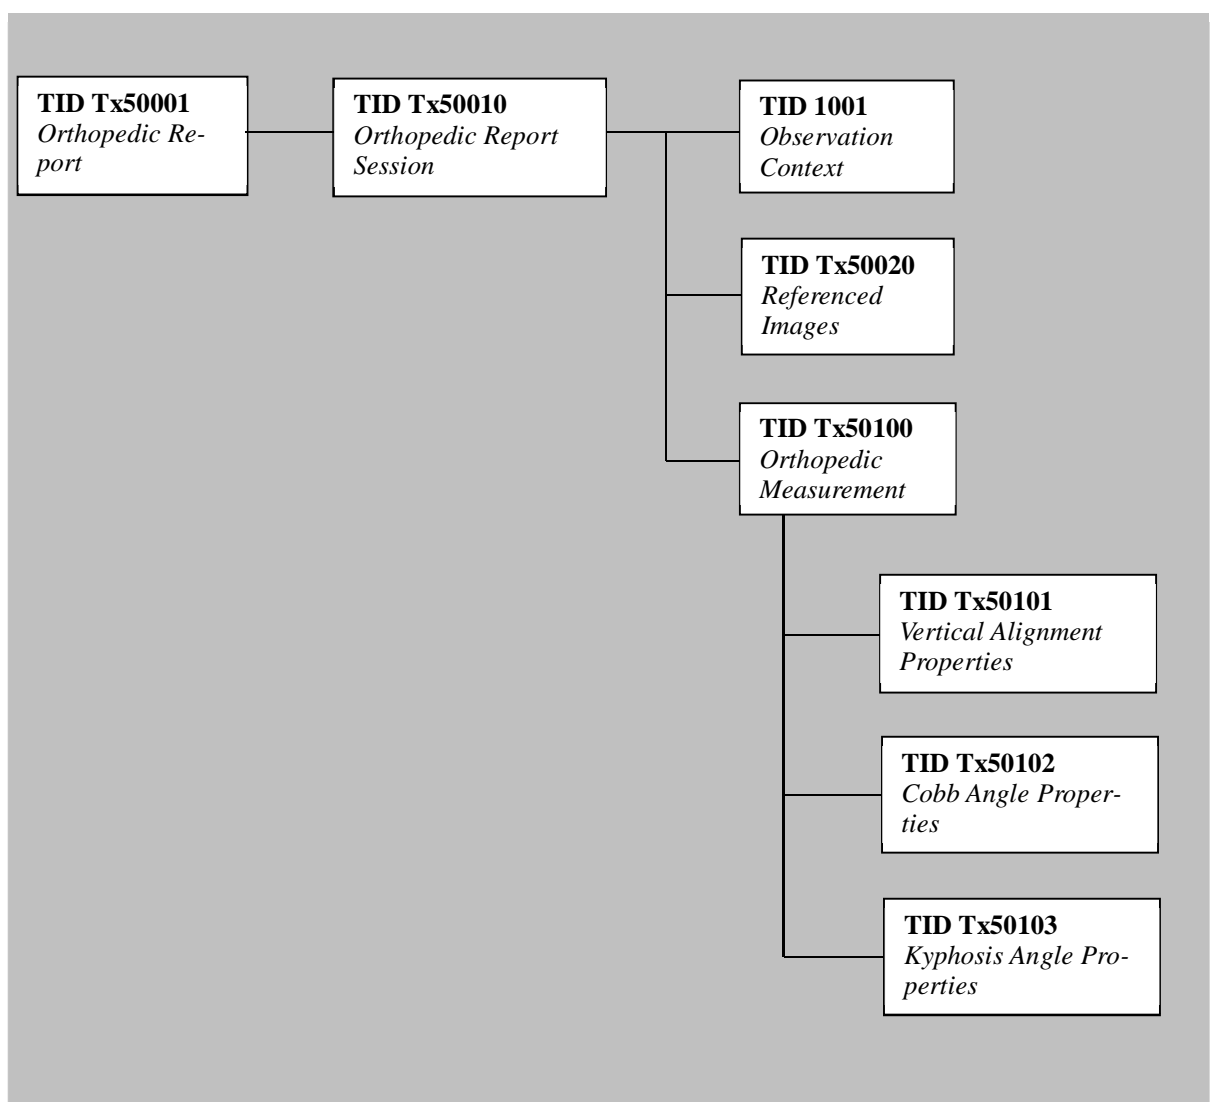 TID Tx50001
Orthopedic Re-
port
TID Tx50010
Orthopedic Report
Session
TID 1001
Observation
Context
TID Tx50020
Referenced
Images
TID Tx50100
Orthopedic
Measurement
TID Tx50101
Vertical Alignment
Properties
TID Tx50102
Cobb Angle Proper-
ties
TID Tx50103
Kyphosis Angle Pro-
perties